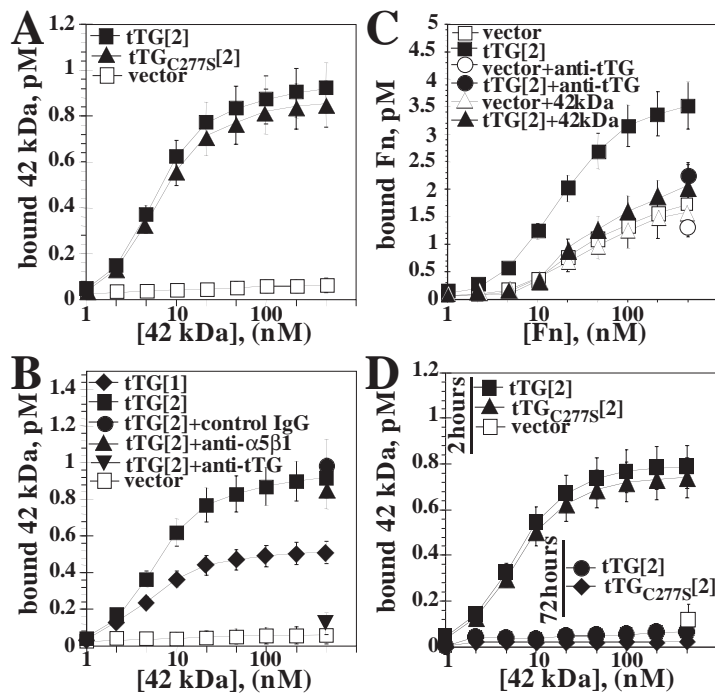 A
tTG[2]
tTGC277S[2]
vector
bound 42 kDa, pM
1.2
1
0.8
0.6
0.4
0.2
0
1 10 100
[42 kDa], (nM)
C
vector
tTG[2]
vector+anti-tTG
tTG[2]+anti-tTG
vector+42kDa
tTG[2]+42kDa
bound Fn, pM
5
4.5
4
3.5
3
2.5
2
1.5
1
0.5
0
1 10 100
[Fn], (nM)
B
tTG[1]
tTG[2]
tTG[2]+control IgG
tTG[2]+anti-α5β1
tTG[2]+anti-tTG
vector
bound 42 kDa, pM
1.4
1
0.8
0.6
0.4
0.2
0
1 10 100
[42 kDa], (nM)
D
2hours
tTG[2]
tTGC277S[2]
vector
72hours
tTG[2]
tTGC277S[2]
bound 42 kDa, pM
1.2
1
0.8
0.6
0.4
0.2
0
1 10 100
[42 kDa], (nM)